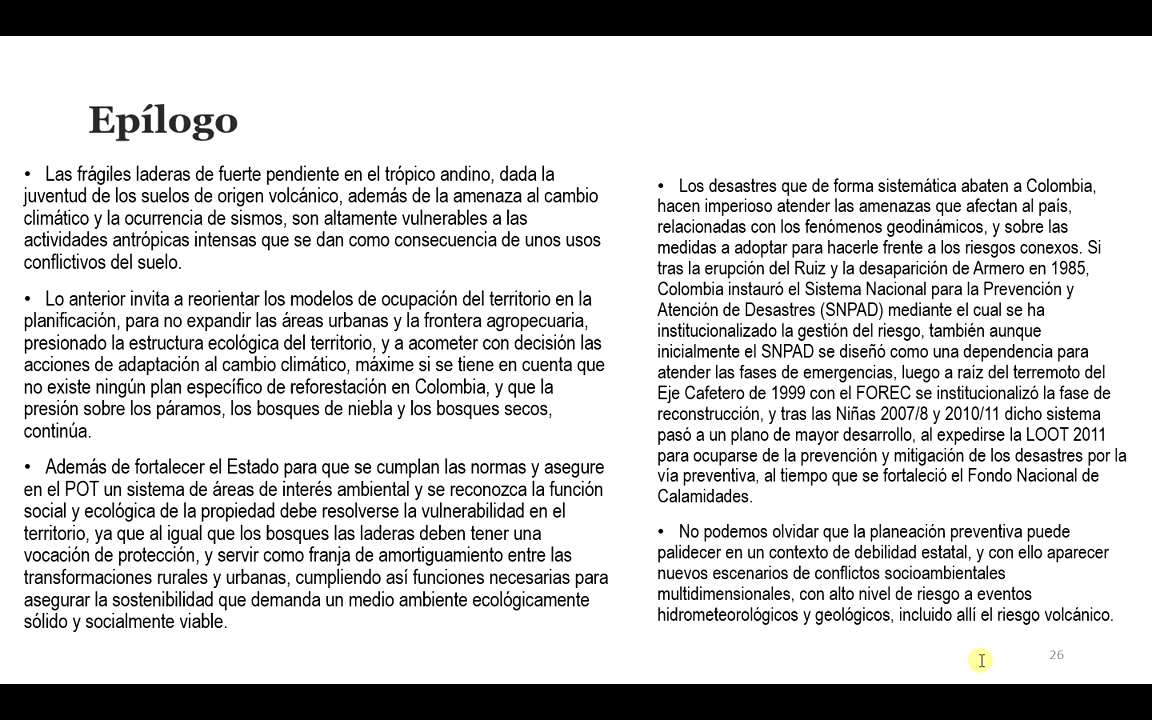 Epílogo
• Las frágiles laderas de fuerte pendiente en el trópico andino, dada la
juventud de los suelos de origen volcánico, además de la amenaza al cambio
climático y la ocurrencia de sismos, son altamente vulnerables a las
actividades antrópicas intensas que se dan como consecuencia de unos usos
conflictivos del suelo.
• Lo anterior invita a reorientar los modelos de ocupación del territorio en la
planificación, para no expandir las áreas urbanas y la frontera agropecuaria,
presionado la estructura ecológica del territorio, y a acometer con decisión las
acciones de adaptación al cambio climático, máxime si se tiene en cuenta que
no existe ningún plan específico de reforestación en Colombia, y que la
presión sobre los páramos, los bosques de niebla y los bosques secos,
continúa.
• Además de fortalecer el Estado para que se cumplan las normas y asegure
en el POT un sistema de áreas de interés ambiental y se reconozca la función
social y ecológica de la propiedad debe resolverse la vulnerabilidad en el
territorio, ya que al igual que los bosques las laderas deben tener una
vocación de protección, y servir como franja de amortiguamiento entre las
transformaciones rurales y urbanas, cumpliendo así funciones necesarias para
asegurar la sostenibilidad que demanda un medio ambiente ecológicamente
sólido y socialmente viable.
• Los desastres que de forma sistemática abaten a Colombia,
hacen imperioso atender las amenazas que afectan al país,
relacionadas con los fenómenos geodinámicos, y sobre las
medidas a adoptar para hacerle frente a los riesgos conexos. Si
tras la erupción del Ruiz y la desaparición de Armero en 1985,
Colombia instauró el Sistema Nacional para la Prevención y
Atención de Desastres (SNPAD) mediante el cual se ha
institucionalizado la gestión del riesgo, también aunque
inicialmente el SNPAD se diseñó como una dependencia para
atender las fases de emergencias, luego a raíz del terremoto del
Eje Cafetero de 1999 con el FOREC se institucionalizó la fase de
reconstrucción, y tras las Niñas 2007/8 y 2010/11 dicho sistema
pasó a un plano de mayor desarrollo, al expedirse la LOOT 2011
para ocuparse de la prevención y mitigación de los desastres por la
vía preventiva, al tiempo que se fortaleció el Fondo Nacional de
Calamidades.
• No podemos olvidar que la planeación preventiva puede
palidecer en un contexto de debilidad estatal, y con ello aparecer
nuevos escenarios de conflictos socioambientales
multidimensionales, con alto nivel de riesgo a eventos
hidrometeorológicos y geológicos, incluido allí el riesgo volcánico.
26